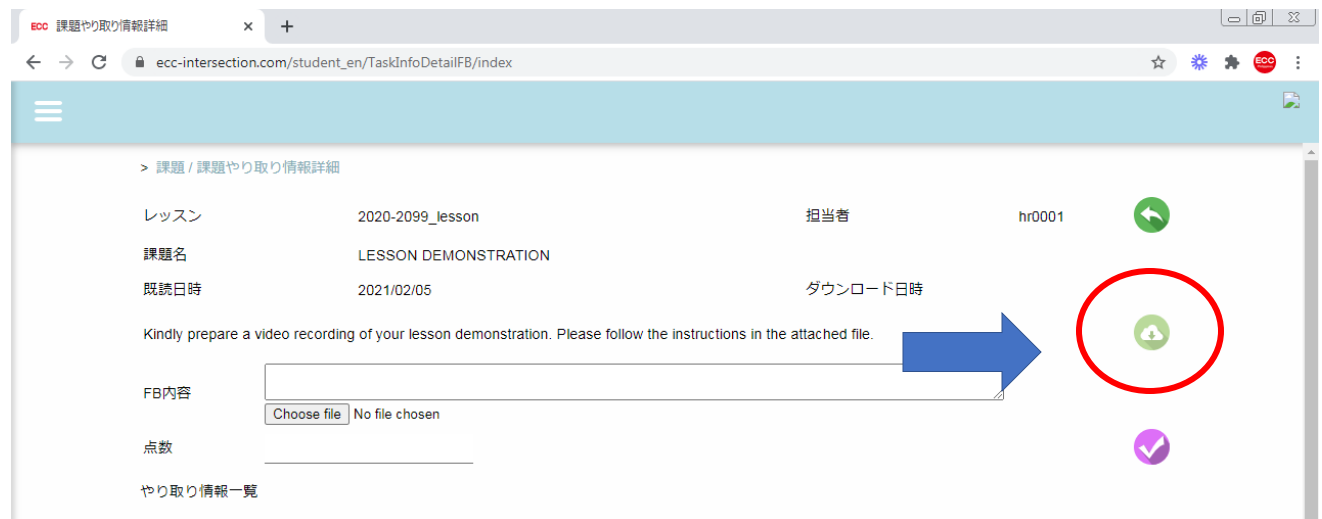 ECC 課題やり取り情報詳細
ecc-intersection.com/student_en/TaskInfoDetailFB/index
ECC
> 課題 / 課題やり取り情報詳細
レッスン 2020-2099_lesson 担当者 hr0001
課題名 LESSON DEMONSTRATION
既読日時 2021/02/05 ダウンロード日時
Kindly prepare a video recording of your lesson demonstration. Please follow the instructions in the attached file.
FB内容
Choose file No file chosen
点数
やり取り情報一覧